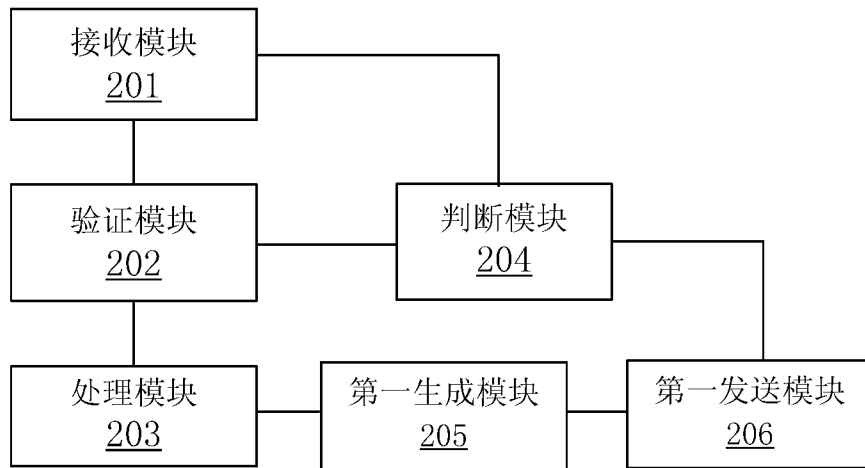 接收模块
201
验证模块
202
判断模块
204
处理模块
203
第一生成模块
205
第一发送模块
206